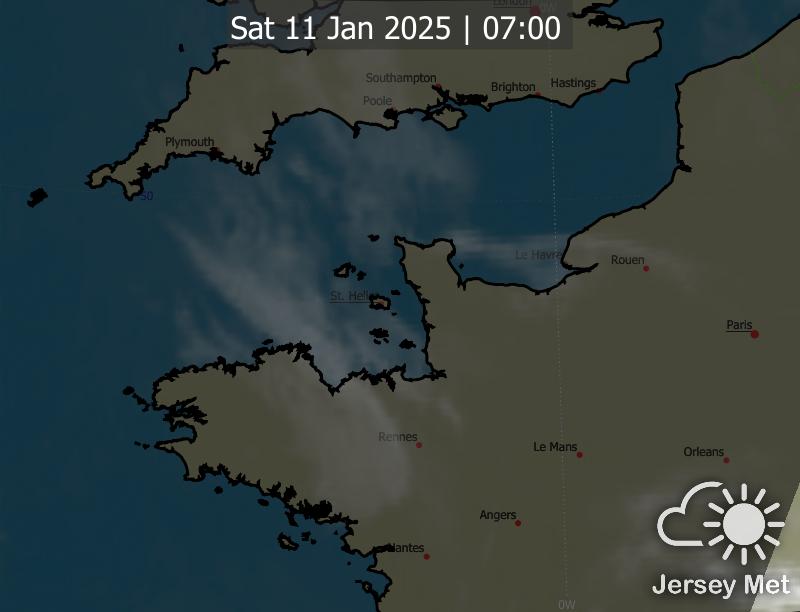 London
0W
Sat 11 Jan 2025 | 07:00
Southampton
Brighton
Hastings
Poole
Plymouth
50
Le Havre
Rouen
St. Helier
Paris
Rennes
Le Mans
Orleans
Angers
Nantes
Jersey Met
0W